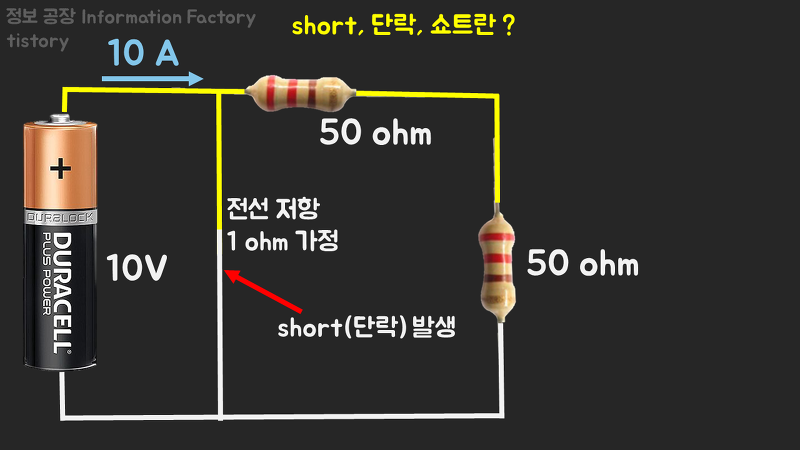 정보 공장 Information Factory
tistory
short, 단락, 쇼트란 ?
10 A
50 ohm
전선 저항
1 ohm 가정
+
DURALOCK
DURACELL®
PLUS POWER
10V
50 ohm
short(단락) 발생